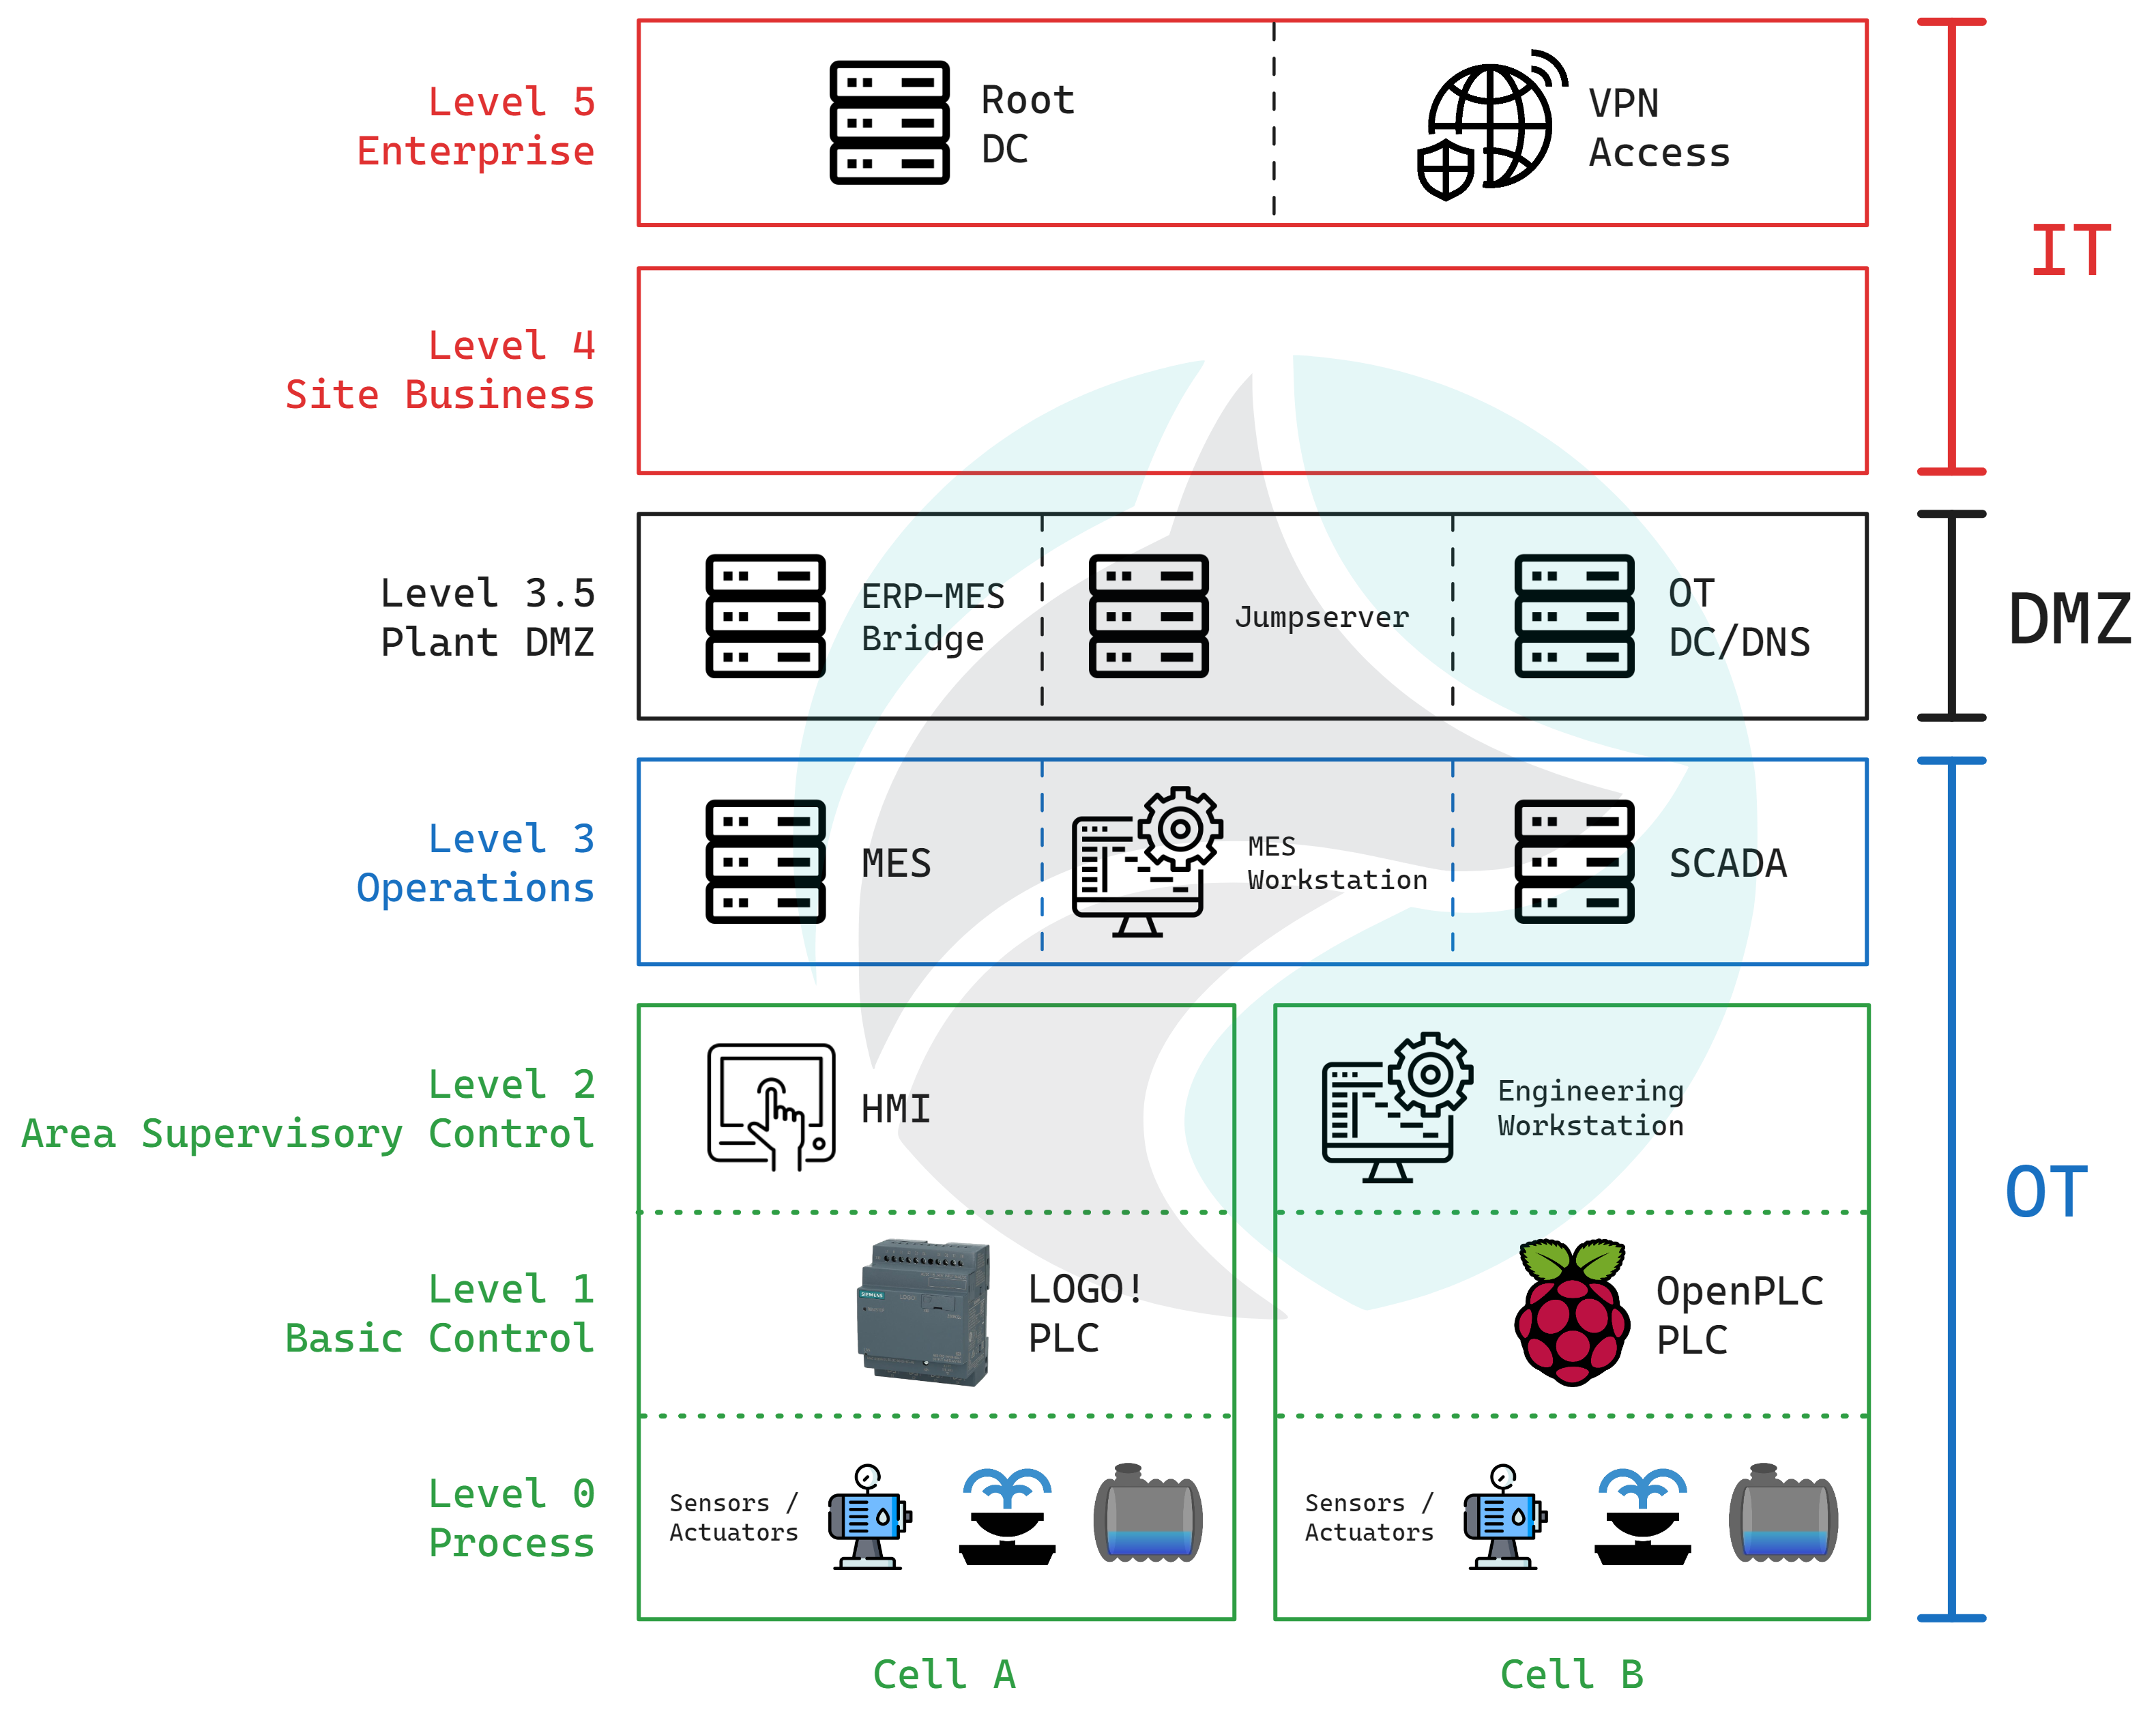 Level 5
Enterprise
Root
DC
VPN
Access
IT
Level 4
Site Business
Level 3.5
Plant DMZ
ERP-MES
Bridge
Jumpserver
OT
DC/DNS
DMZ
Level 3
Operations
MES
MES
Workstation
SCADA
Level 2
Area Supervisory Control
HMI
Engineering
Workstation
OT
Level 1
Basic Control
SIEMENS
LOGO!
PLC
OpenPLC
PLC
Level 0
Process
Sensors /
Actuators
Sensors /
Actuators
Cell A
Cell B